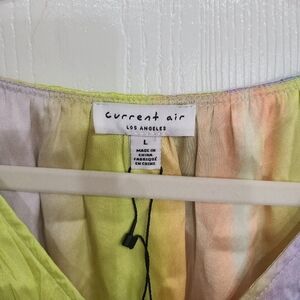 current air
LOS ANGELES
L
MADE IN
CHINA
FABRIQUÉ
EN CHINE